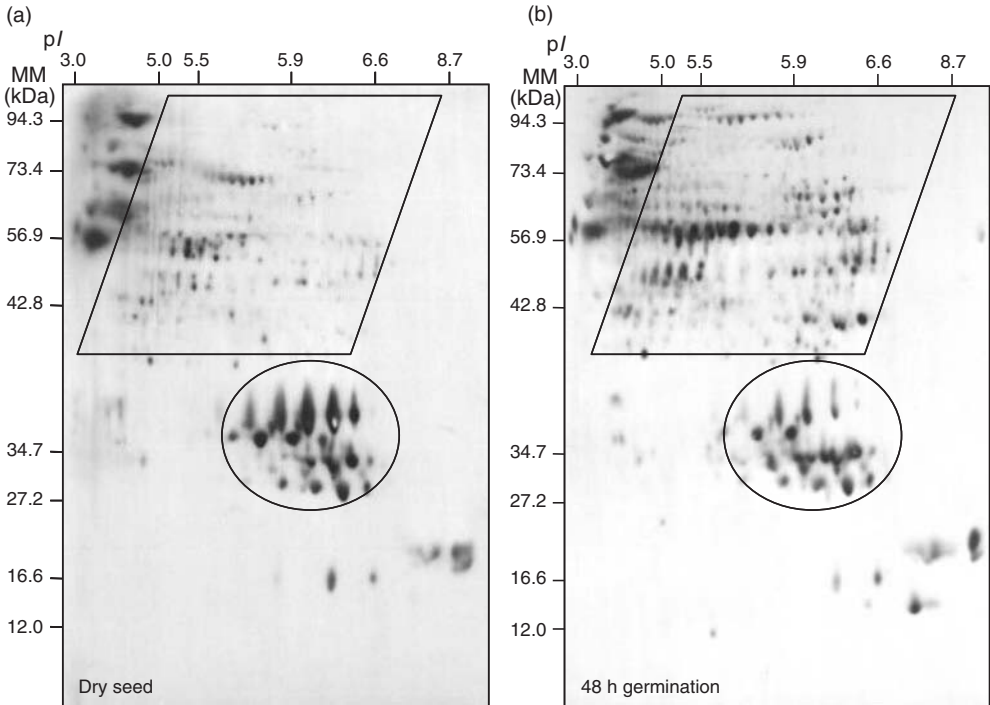 (a)
pI
3.0 5.0 5.5 5.9 6.6 8.7
MM
(kDa)
94.3
73.4
56.9
42.8
34.7
27.2
16.6
12.0
Dry seed
(b)
pI
3.0 5.0 5.5 5.9 6.6 8.7
MM
(kDa)
94.3
73.4
56.9
42.8
34.7
27.2
16.6
12.0
48 h germination